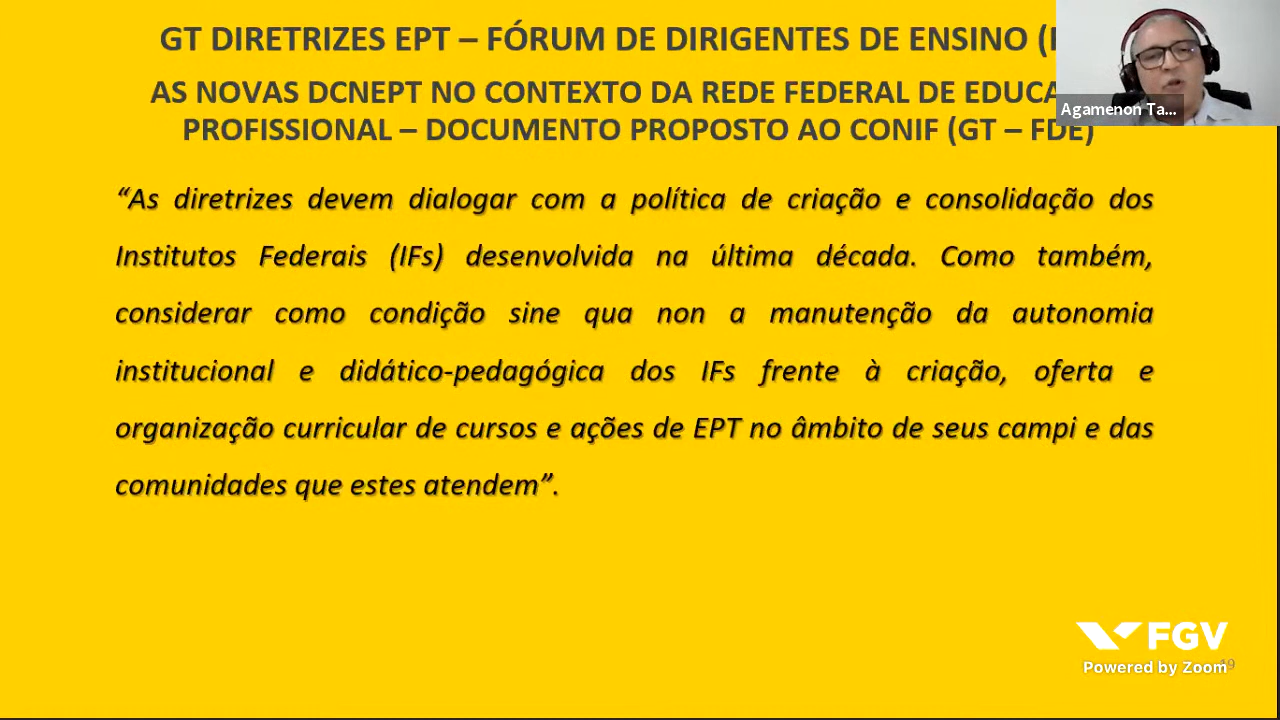 GT DIRETRIZES EPT – FÓRUM DE DIRIGENTES DE ENSINO
AS NOVAS DCNEPT NO CONTEXTO DA REDE FEDERAL DE
PROFISSIONAL – DOCUMENTO PROPOSTO AO CONIF (GT – FDE)
Agamenon Ta...
“As diretrizes devem dialogar com a política de criação e consolidação dos
Institutos Federais (IFs) desenvolvida na última década. Como também,
considerar como condição sine qua non a manutenção da autonomia
institucional e didático-pedagógica dos IFs frente à criação, oferta e
organização curricular de cursos e ações de EPT no âmbito de seus campi e das
comunidades que estes atendem”.
FGV
Powered by Zoom